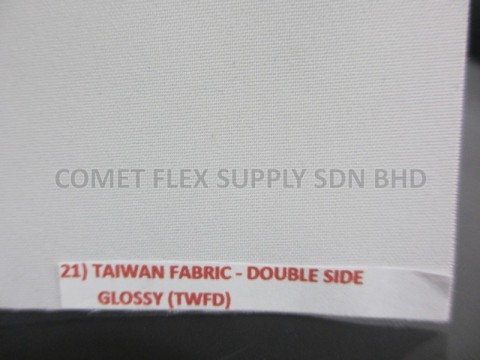 COMET FLEX SUPPLY SDN BHD
21) TAIWAN FABRIC - DOUBLE SIDE
GLOSSY (TWFD)